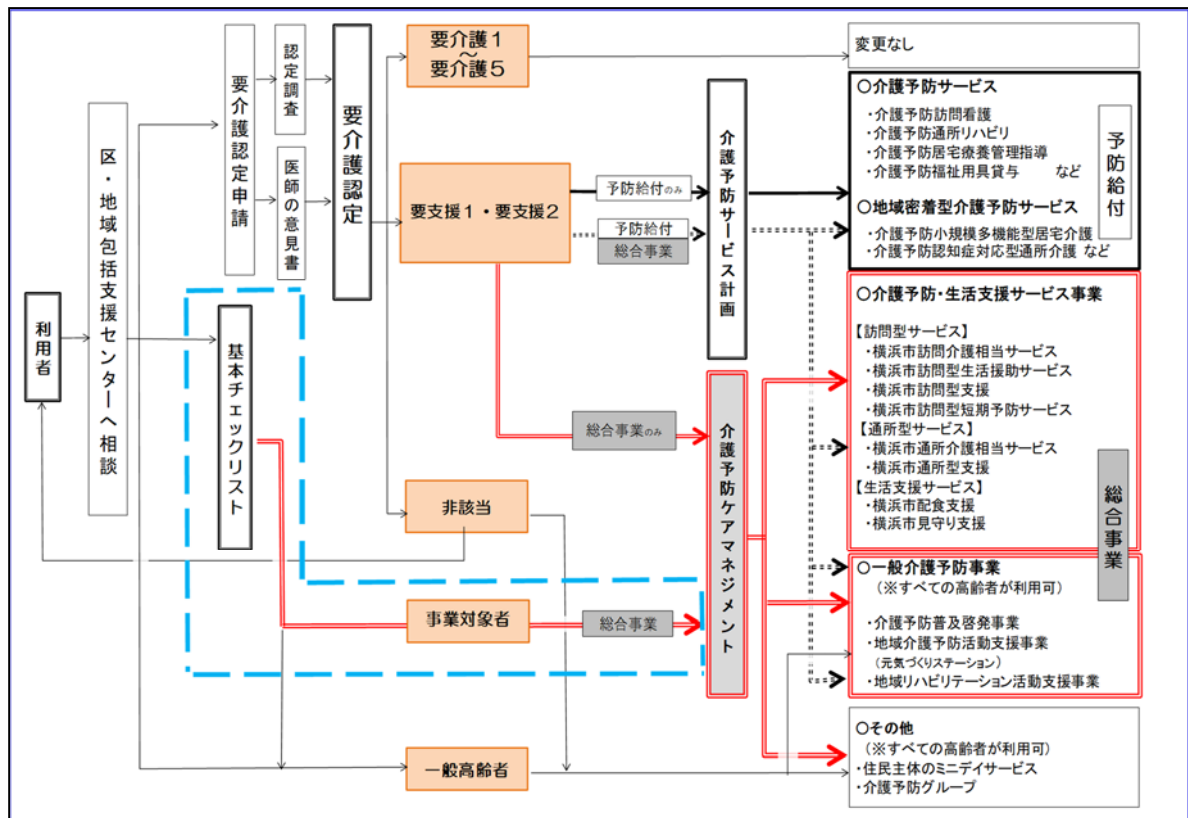 利用者
区・地域包括支援センターへ相談
要介護認定申請
認定調査
医師の意見書
要介護認定
基本チェックリスト
要介護1
~
要介護5
要支援1・要支援2
非該当
事業対象者
一般高齢者
予防給付のみ
予防給付
総合事業
総合事業のみ
総合事業
介護予防サービス計画
介護予防ケアマネジメント
変更なし
○介護予防サービス
・介護予防訪問看護
・介護予防通所リハビリ
・介護予防居宅療養管理指導
・介護予防福祉用具貸与 など
○地域密着型介護予防サービス
・介護予防小規模多機能型居宅介護
・介護予防認知症対応型通所介護 など
予防給付
○介護予防・生活支援サービス事業
【訪問型サービス】
・横浜市訪問介護相当サービス
・横浜市訪問型生活援助サービス
・横浜市訪問型支援
・横浜市訪問型短期予防サービス
【通所型サービス】
・横浜市通所介護相当サービス
・横浜市通所型支援
【生活支援サービス】
・横浜市配食支援
・横浜市見守り支援
総合事業
○一般介護予防事業
(※すべての高齢者が利用可)
・介護予防普及啓発事業
・地域介護予防活動支援事業
(元気づくりステーション)
・地域リハビリテーション活動支援事業
○その他
(※すべての高齢者が利用可)
・住民主体のミニデイサービス
・介護予防グループ